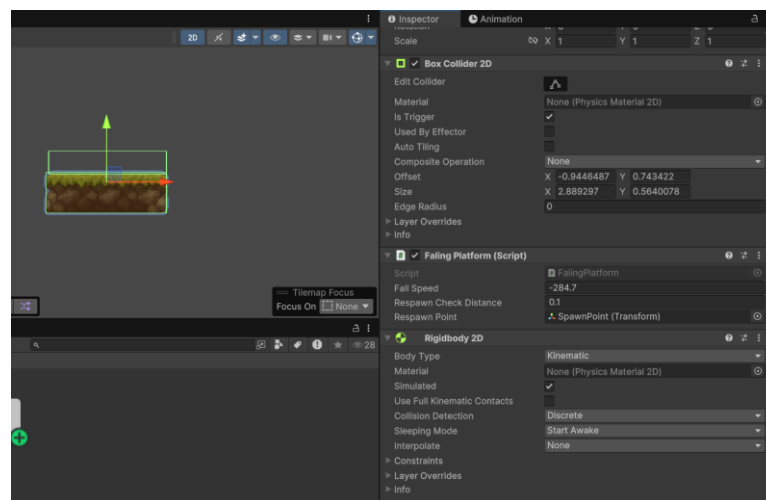 Inspector
Animation
2D
Rotation X 0 Y 0 Z 0
Scale X 1 Y 1 Z 1
Box Collider 2D
Edit Collider
Material None (Physics Material 2D)
Is Trigger
Used By Effector
Auto Tiling
Composite Operation None
Offset X -0.9446487 Y 0.743422
Size X 2.889297 Y 0.5640078
Edge Radius 0
Layer Overrides
Info
Faling Platform (Script)
Script FalingPlatform
Fall Speed -284.7
Respawn Check Distance 0.1
Respawn Point SpawnPoint (Transform)
Tilemap Focus
Focus On None
28
Rigidbody 2D
Body Type Kinematic
Material None (Physics Material 2D)
Simulated
Use Full Kinematic Contacts
Collision Detection Discrete
Sleeping Mode Start Awake
Interpolate None
Constraints
Layer Overrides
Info